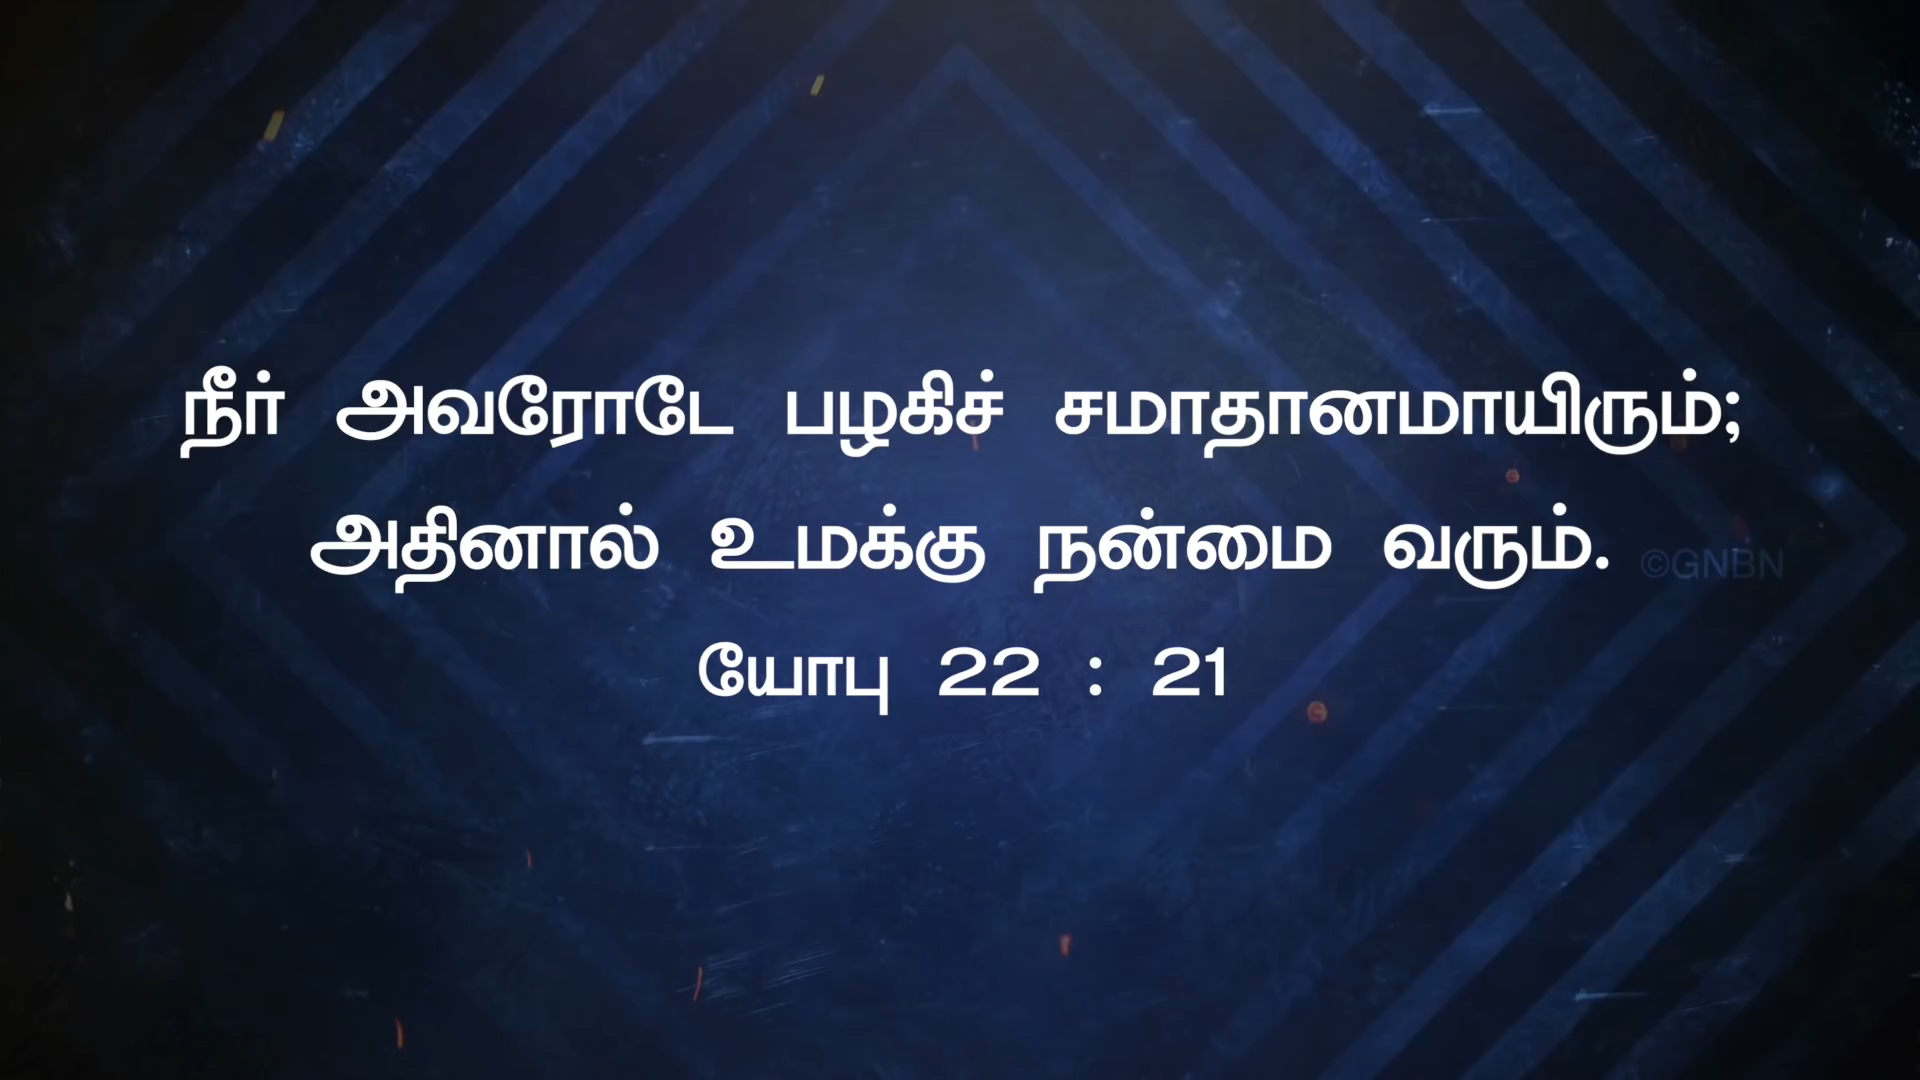 நீர் அவரோடே பழகிச் சமாதானமாயிரும்;
அதினால் உமக்கு நன்மை வரும்.
©GNBN
யோபு 22 : 21